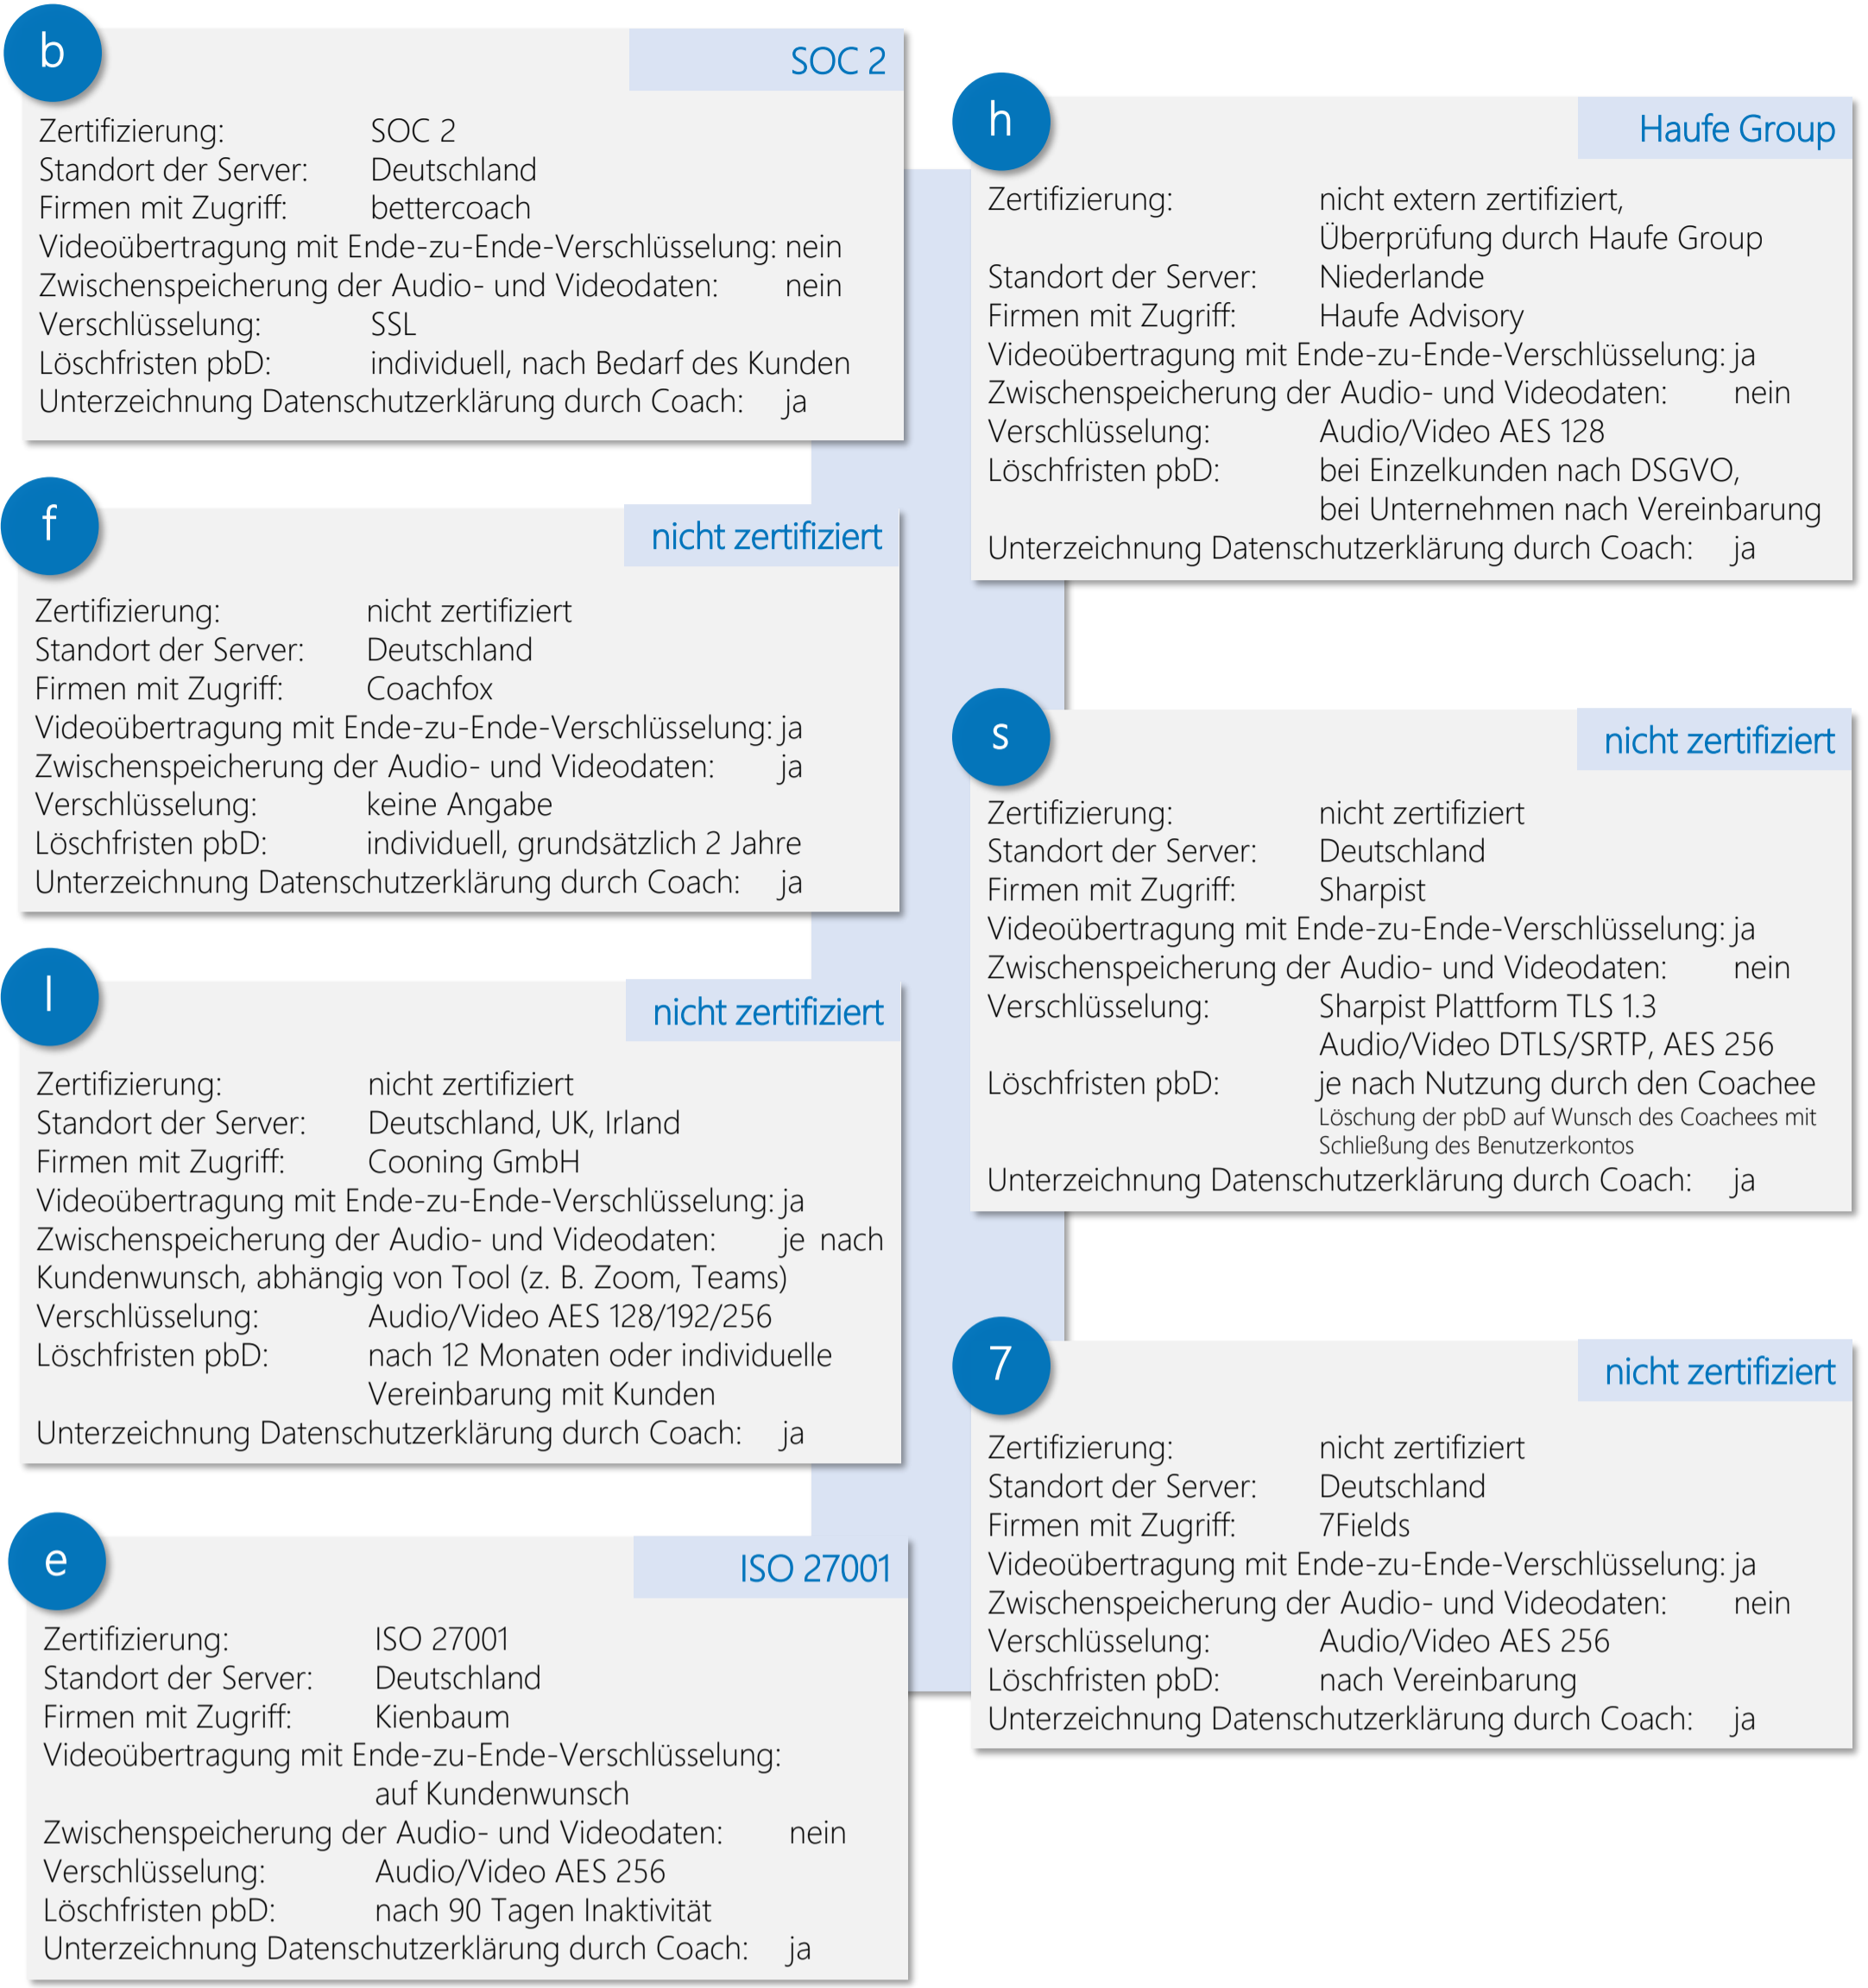 b
SOC 2
Zertifizierung: SOC 2
Standort der Server: Deutschland
Firmen mit Zugriff: bettercoach
Videoübertragung mit Ende-zu-Ende-Verschlüsselung: nein
Zwischenspeicherung der Audio- und Videodaten: nein
Verschlüsselung: SSL
Löschfristen pbD: individuell, nach Bedarf des Kunden
Unterzeichnung Datenschutzerklärung durch Coach: ja
f
nicht zertifiziert
Zertifizierung: nicht zertifiziert
Standort der Server: Deutschland
Firmen mit Zugriff: Coachfox
Videoübertragung mit Ende-zu-Ende-Verschlüsselung: ja
Zwischenspeicherung der Audio- und Videodaten: ja
Verschlüsselung: keine Angabe
Löschfristen pbD: individuell, grundsätzlich 2 Jahre
Unterzeichnung Datenschutzerklärung durch Coach: ja
l
nicht zertifiziert
Zertifizierung: nicht zertifiziert
Standort der Server: Deutschland, UK, Irland
Firmen mit Zugriff: Cooning GmbH
Videoübertragung mit Ende-zu-Ende-Verschlüsselung: ja
Zwischenspeicherung der Audio- und Videodaten: je nach
Kundenwunsch, abhängig von Tool (z. B. Zoom, Teams)
Verschlüsselung: Audio/Video AES 128/192/256
Löschfristen pbD: nach 12 Monaten oder individuelle
Vereinbarung mit Kunden
Unterzeichnung Datenschutzerklärung durch Coach: ja
e
ISO 27001
Zertifizierung: ISO 27001
Standort der Server: Deutschland
Firmen mit Zugriff: Kienbaum
Videoübertragung mit Ende-zu-Ende-Verschlüsselung:
auf Kundenwunsch
Zwischenspeicherung der Audio- und Videodaten: nein
Verschlüsselung: Audio/Video AES 256
Löschfristen pbD: nach 90 Tagen Inaktivität
Unterzeichnung Datenschutzerklärung durch Coach: ja
h
Haufe Group
Zertifizierung: nicht extern zertifiziert,
Überprüfung durch Haufe Group
Standort der Server: Niederlande
Firmen mit Zugriff: Haufe Advisory
Videoübertragung mit Ende-zu-Ende-Verschlüsselung: ja
Zwischenspeicherung der Audio- und Videodaten: nein
Verschlüsselung: Audio/Video AES 128
Löschfristen pbD: bei Einzelkunden nach DSGVO,
bei Unternehmen nach Vereinbarung
Unterzeichnung Datenschutzerklärung durch Coach: ja
s
nicht zertifiziert
Zertifizierung: nicht zertifiziert
Standort der Server: Deutschland
Firmen mit Zugriff: Sharpist
Videoübertragung mit Ende-zu-Ende-Verschlüsselung: ja
Zwischenspeicherung der Audio- und Videodaten: nein
Verschlüsselung: Sharpist Plattform TLS 1.3
Audio/Video DTLS/SRTP, AES 256
Löschfristen pbD: je nach Nutzung durch den Coachee
Löschung der pbD auf Wunsch des Coachees mit
Schließung des Benutzerkontos
Unterzeichnung Datenschutzerklärung durch Coach: ja
7
nicht zertifiziert
Zertifizierung: nicht zertifiziert
Standort der Server: Deutschland
Firmen mit Zugriff: 7Fields
Videoübertragung mit Ende-zu-Ende-Verschlüsselung: ja
Zwischenspeicherung der Audio- und Videodaten: nein
Verschlüsselung: Audio/Video AES 256
Löschfristen pbD: nach Vereinbarung
Unterzeichnung Datenschutzerklärung durch Coach: ja